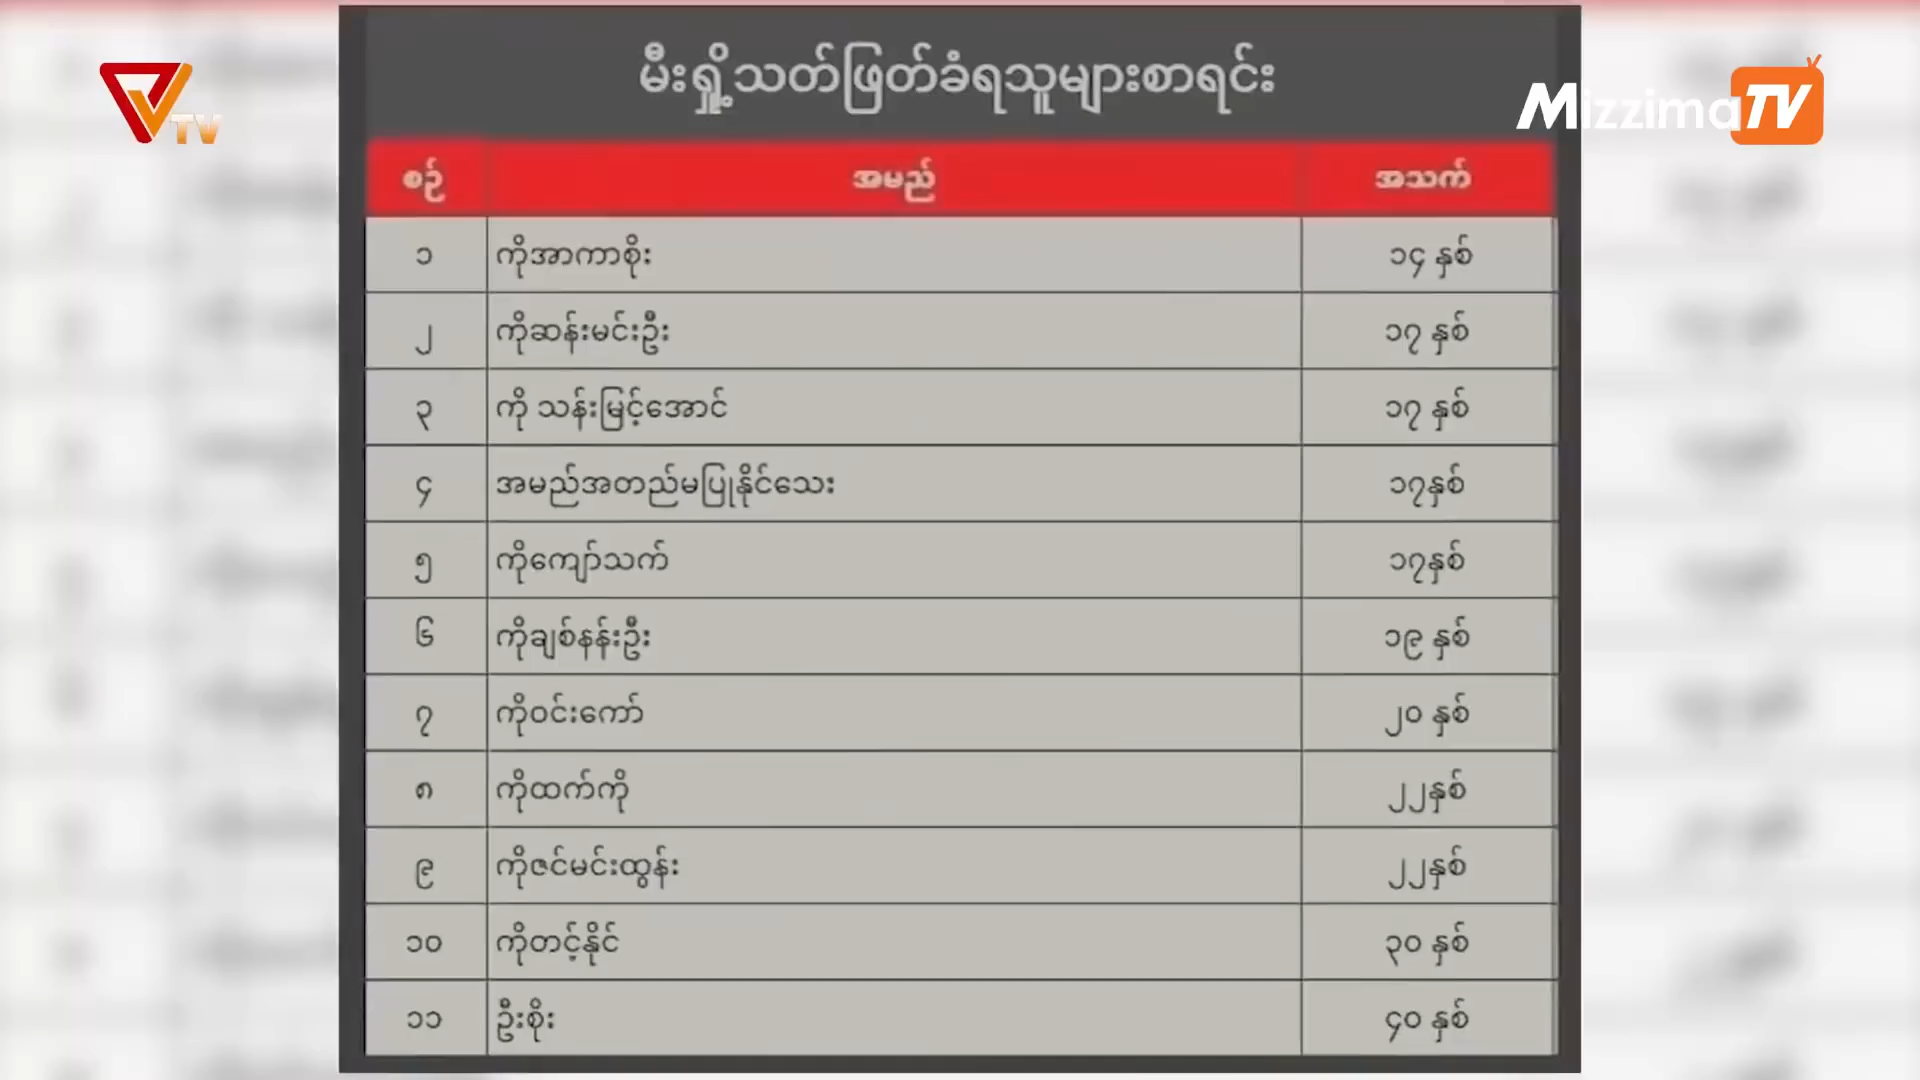 TV
Mizzima TV
မီးရှို့သတ်ဖြတ်ခံရသူများစာရင်း
စဉ် အမည် အသက်
၁ ကိုအာကာစိုး ၁၄ နှစ်
၂ ကိုဆန်းမင်းဦး ၁၇ နှစ်
၃ ကို သန်းမြင့်အောင် ၁၇ နှစ်
၄ အမည်အတည်မပြုနိုင်သေး ၁၇နှစ်
၅ ကိုကျော်သက် ၁၇နှစ်
၆ ကိုချစ်နန်းဦး ၁၉ နှစ်
၇ ကိုဝင်းကော် ၂၀ နှစ်
၈ ကိုထက်ကို ၂၂နှစ်
၉ ကိုဇင်မင်းထွန်း ၂၂နှစ်
၁၀ ကိုတင့်နိုင် ၃၀ နှစ်
၁၁ ဦးစိုး ၄၀ နှစ်